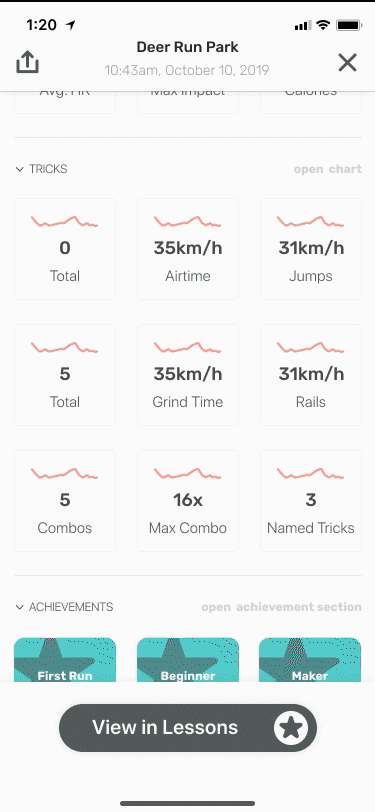 1:20
Deer Run Park
10:43am, October 10, 2019
Avg. HR Max Impact Calories
TRICKS open chart
0 35km/h 31km/h
Total Airtime Jumps
5 35km/h 31km/h
Total Grind Time Rails
5 16x 3
Combos Max Combo Named Tricks
ACHIEVEMENTS open achievement section
First Run Beginner Maker
View in Lessons